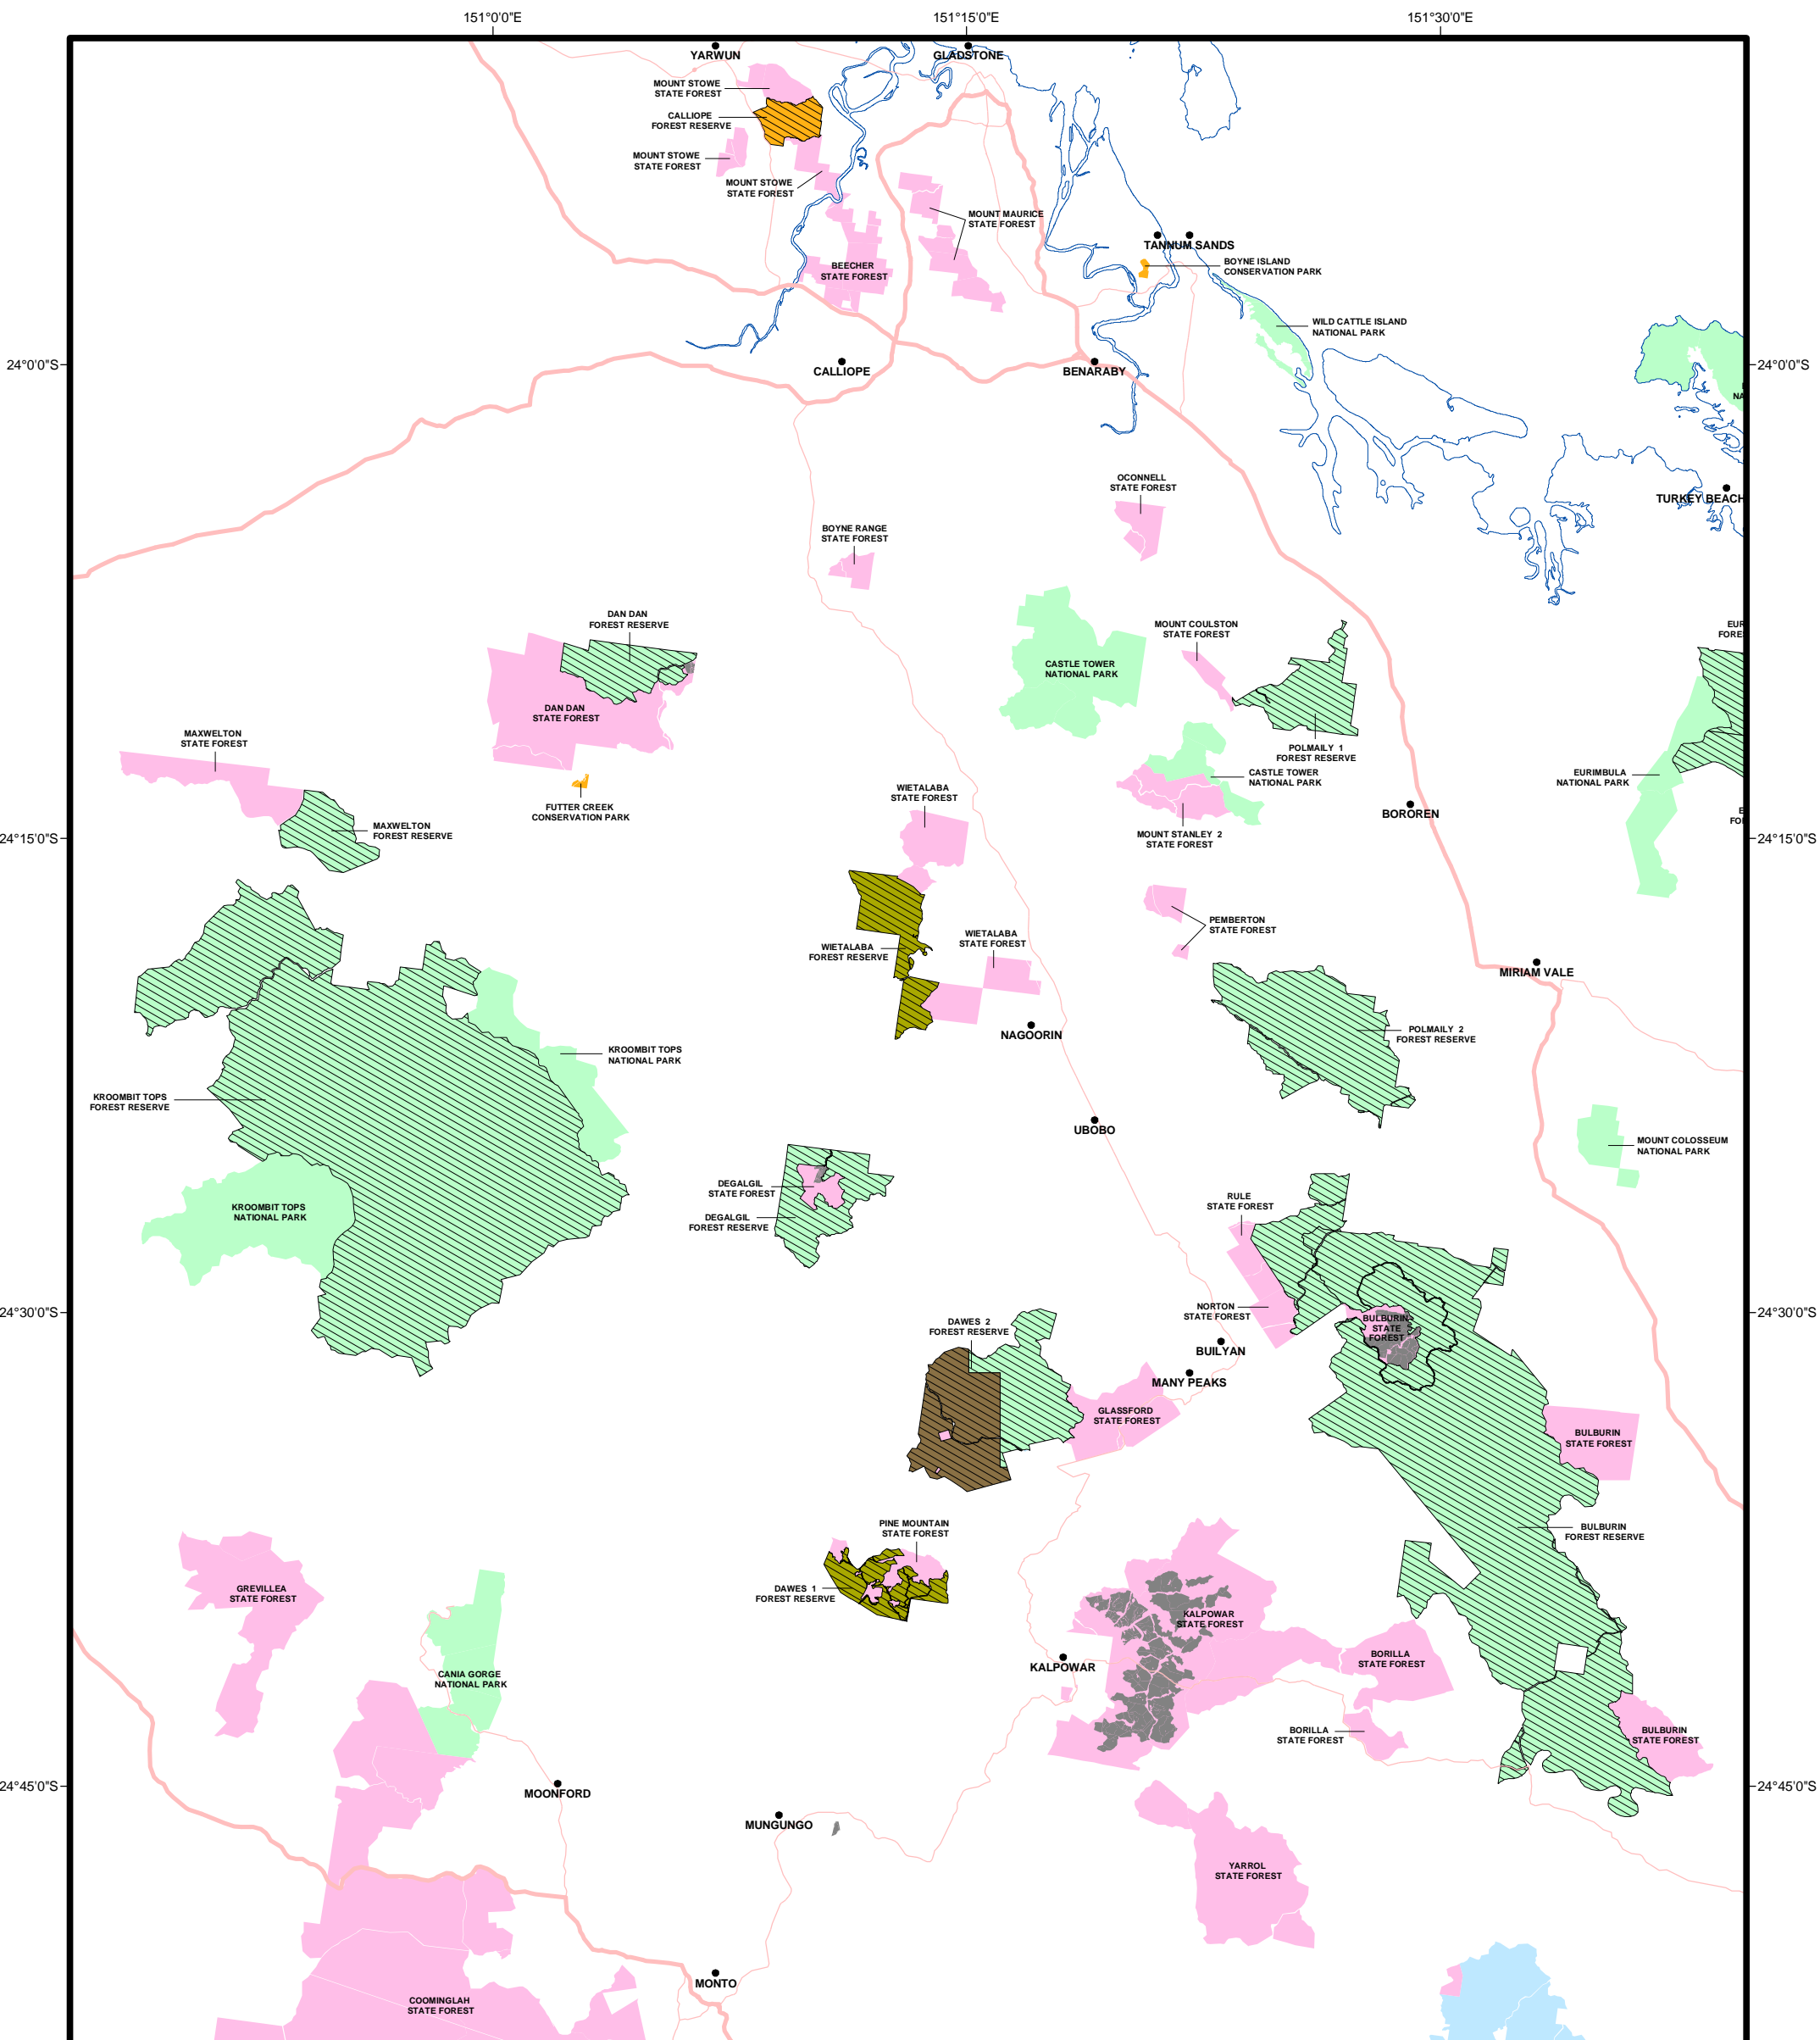 151°0'0"E
151°15'0"E
151°30'0"E
YARWUN
GLADSTONE
MOUNT STOWE
STATE FOREST
CALLIOPE
FOREST RESERVE
MOUNT STOWE
STATE FOREST
MOUNT STOWE
STATE FOREST
MOUNT MAURICE
STATE FOREST
TANNUM SANDS
BOYNE ISLAND
CONSERVATION PARK
BEECHER
STATE FOREST
WILD CATTLE ISLAND
NATIONAL PARK
24°0'0"S
CALLIOPE
BENARABY
24°0'0"S
NA
OCONNELL
STATE FOREST
TURKEY BEACH
BOYNE RANGE
STATE FOREST
DAN DAN
FOREST RESERVE
MOUNT COULSTON
STATE FOREST
EUR
FORE
CASTLE TOWER
NATIONAL PARK
DAN DAN
STATE FOREST
MAXWELTON
STATE FOREST
POLMAILY 1
FOREST RESERVE
CASTLE TOWER
NATIONAL PARK
EURIMBULA
NATIONAL PARK
WIETALABA
STATE FOREST
FUTTER CREEK
CONSERVATION PARK
BOROREN
E
FO
MAXWELTON
FOREST RESERVE
MOUNT STANLEY 2
STATE FOREST
24°15'0"S
24°15'0"S
PEMBERTON
STATE FOREST
WIETALABA
STATE FOREST
WIETALABA
FOREST RESERVE
MIRIAM VALE
NAGOORIN
POLMAILY 2
FOREST RESERVE
KROOMBIT TOPS
NATIONAL PARK
KROOMBIT TOPS
FOREST RESERVE
UBOBO
MOUNT COLOSSEUM
NATIONAL PARK
DEGALGIL
STATE FOREST
RULE
STATE FOREST
KROOMBIT TOPS
NATIONAL PARK
DEGALGIL
FOREST RESERVE
24°30'0"S
NORTON
STATE FOREST
24°30'0"S
DAWES 2
FOREST RESERVE
BULBURIN
STATE
FOREST
BUILYAN
MANY PEAKS
GLASSFORD
STATE FOREST
BULBURIN
STATE FOREST
PINE MOUNTAIN
STATE FOREST
BULBURIN
FOREST RESERVE
GREVILLEA
STATE FOREST
DAWES 1
FOREST RESERVE
KALPOWAR
STATE FOREST
KALPOWAR
BORILLA
STATE FOREST
CANIA GORGE
NATIONAL PARK
BORILLA
STATE FOREST
BULBURIN
STATE FOREST
24°45'0"S
MOONFORD
24°45'0"S
MUNGUNGO
YARROL
STATE FOREST
MONTO
COOMINGLAH
STATE FOREST